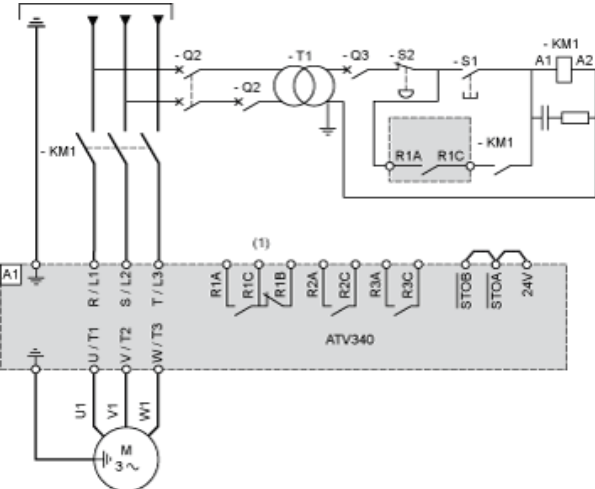 - Q2
- T1
- Q3
- S2
- S1
- KM1
A1
A2
- Q2
- KM1
R1A
R1C
- KM1
(1)
A1
R / L1
S / L2
T / L3
R1A
R1C
R1B
R2A
R2C
R3A
R3C
STOB
STOA
24V
ATV340
U / T1
V / T2
W / T3
U1
V1
W1
M
3 ~